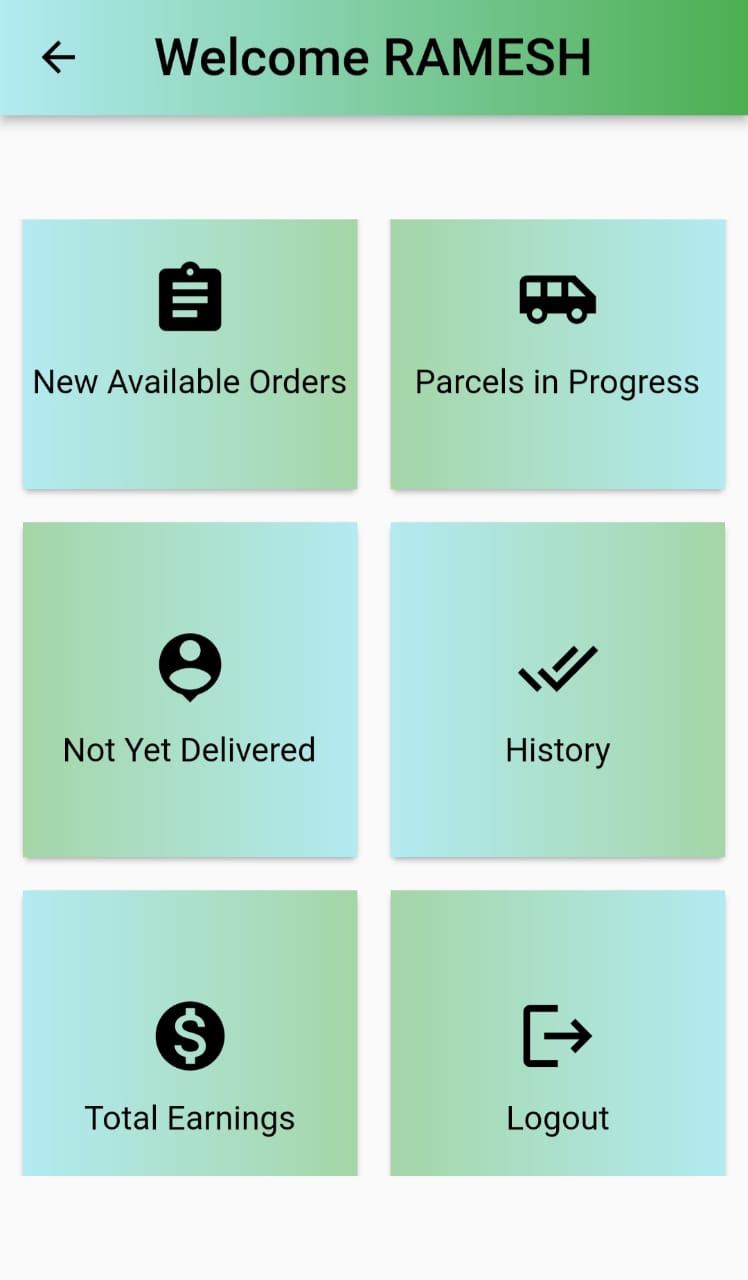 Welcome RAMESH
New Available Orders
Parcels in Progress
Not Yet Delivered
History
Total Earnings
Logout